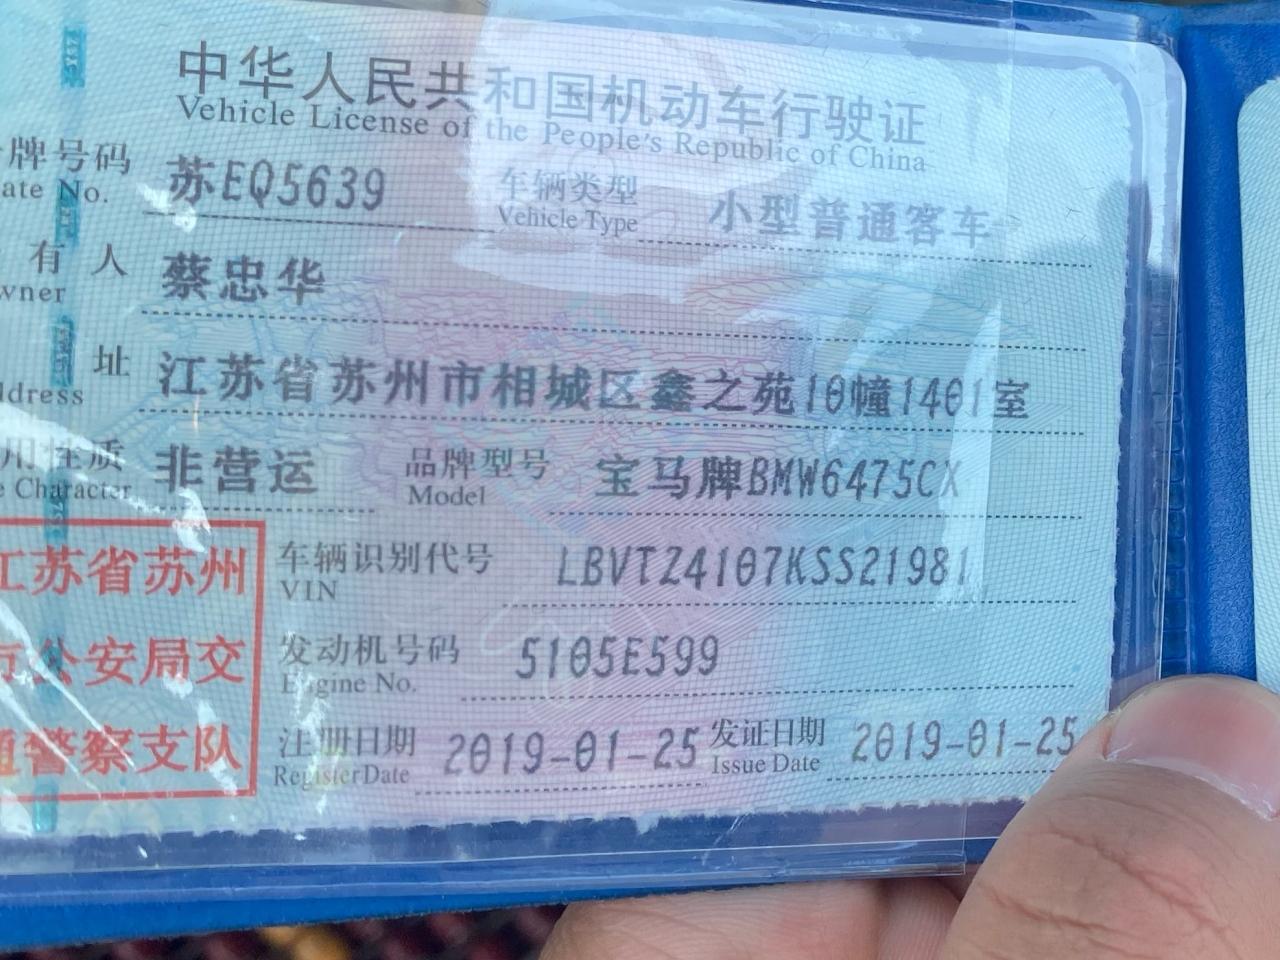 中华人民共和国机动车行驶证
Vehicle License of the People's Republic of China
牌号码 苏EQ5639 车辆类型 小型普通客车
ate No. Vehicle Type
有人 蔡忠华
wner
址 江苏省苏州市相城区鑫之苑10幢1401室
ddress
用性质 非营运 品牌型号 宝马牌BMW6475CX
e Character Model
江苏省苏州 车辆识别代号 LBVTZ4107KSS21981
VIN
市公安局交 发动机号码 5105E599
Engine No.
通警察支队 注册日期 2019-01-25 发证日期 2019-01-25
Register Date Issue Date